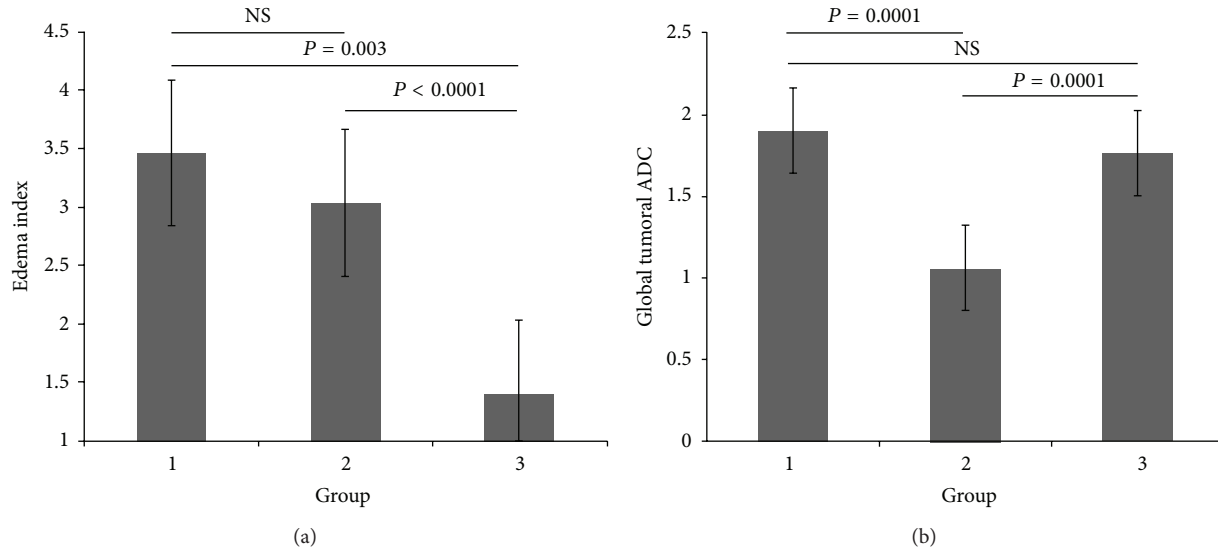 NS
P = 0.003
P < 0.0001
4.5
4
3.5
3
2.5
2
1.5
1
Edema index
1
2
3
Group
(a)
P = 0.0001
NS
P = 0.0001
2.5
2
1.5
1
0.5
0
Global tumoral ADC
1
2
3
Group
(b)